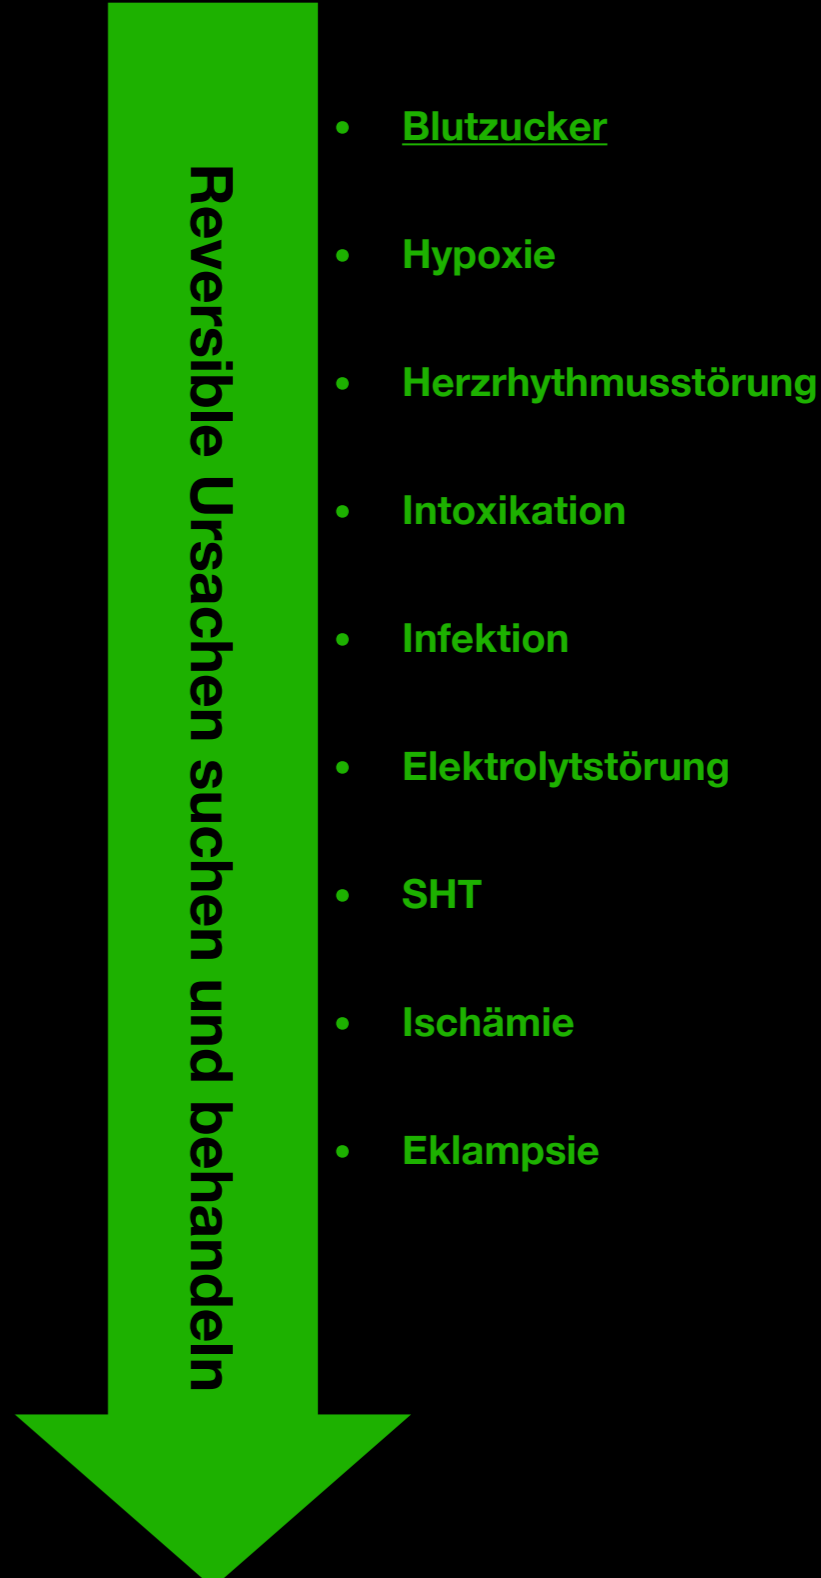 Reversible Ursachen suchen und behandeln
• Blutzucker
• Hypoxie
• Herzrhythmusstörung
• Intoxikation
• Infektion
• Elektrolytstörung
• SHT
• Ischämie
• Eklampsie